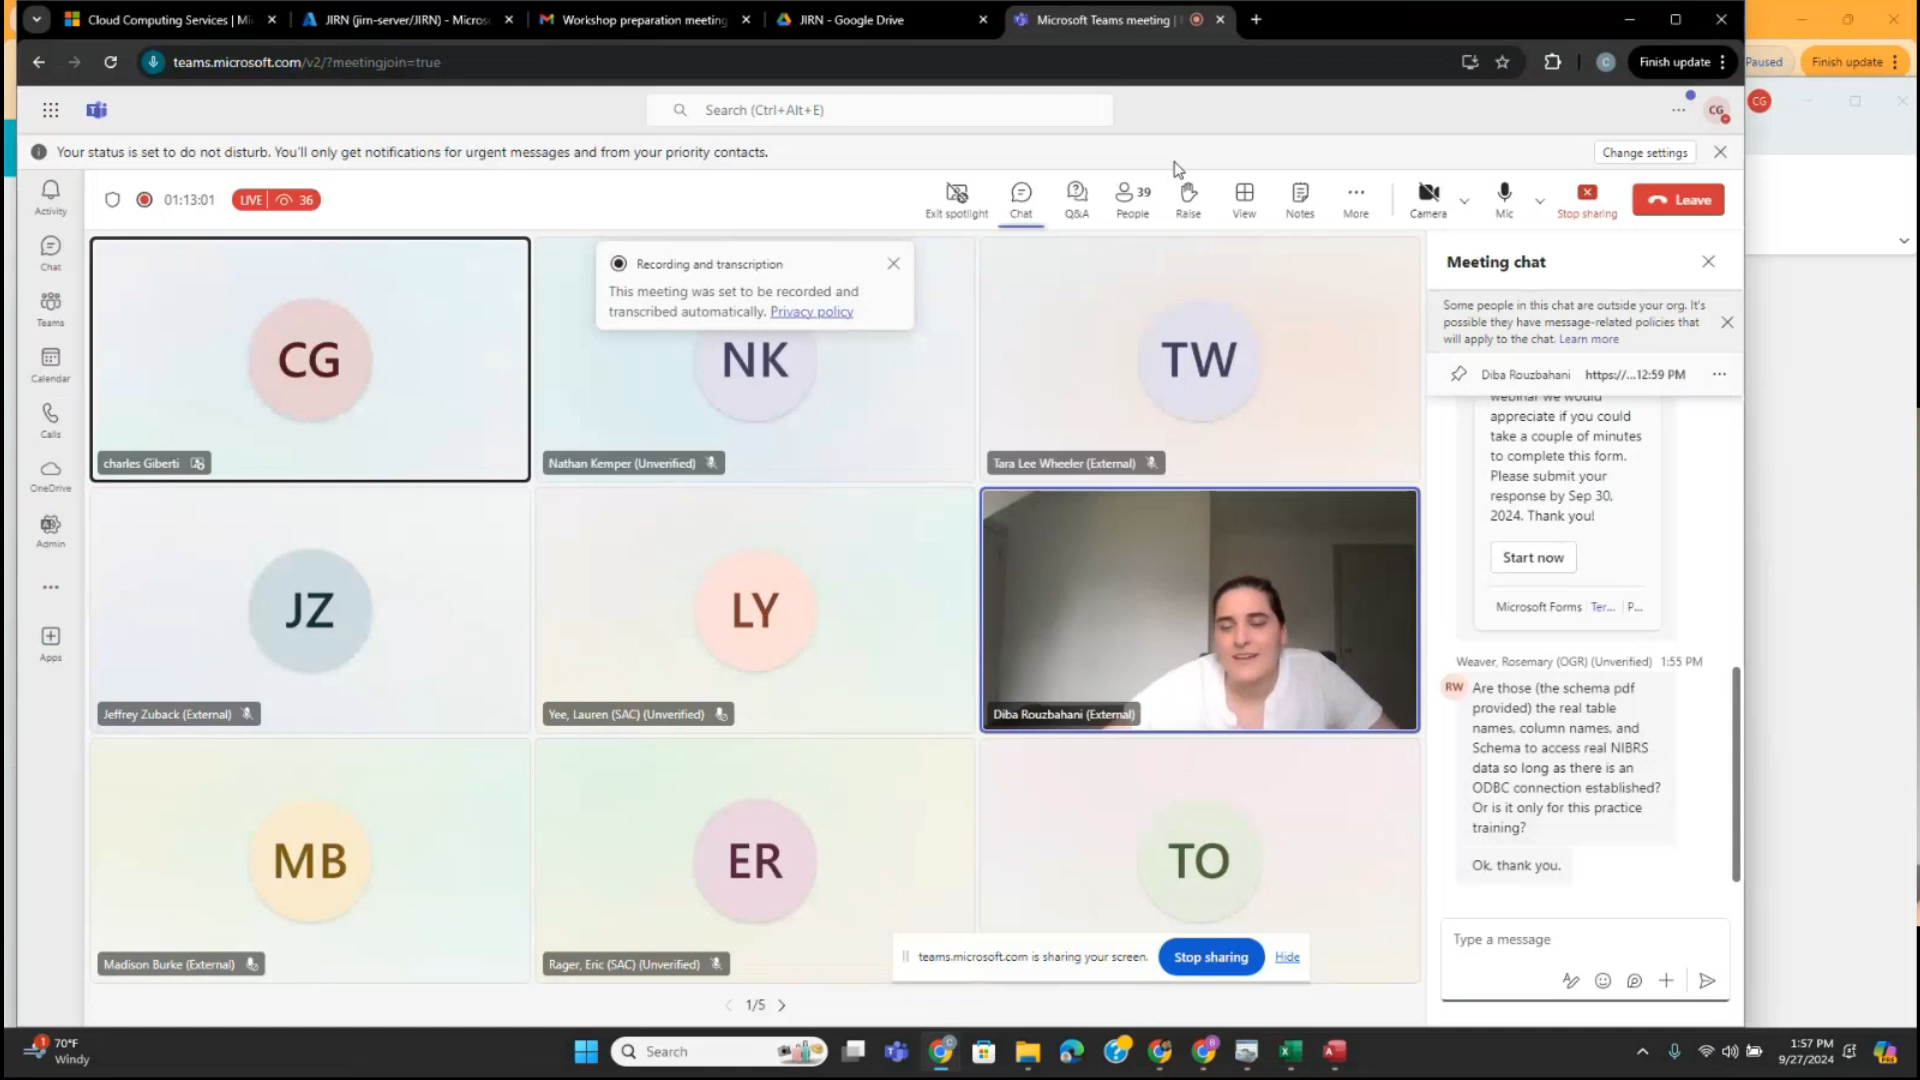 Cloud Computing Services | Mi
JIRN (jirn-server/JIRN) - Micros
Workshop preparation meeting
JIRN - Google Drive
Microsoft Teams meeting |
teams.microsoft.com/v2/?meetingjoin=true
C
Finish update
Paused
Finish update
Search (Ctrl+Alt+E)
CG
CG
Your status is set to do not disturb. You'll only get notifications for urgent messages and from your priority contacts.
Change settings
01:13:01
LIVE
36
Exit spotlight
Chat
Q&A
39
People
Raise
View
Notes
More
Camera
Mic
Stop sharing
Leave
Activity
Chat
Teams
Calendar
Calls
OneDrive
Admin
Apps
Recording and transcription
This meeting was set to be recorded and
transcribed automatically. Privacy policy
CG
charles Giberti
NK
Nathan Kemper (Unverified)
TW
Tara Lee Wheeler (External)
JZ
Jeffrey Zuback (External)
LY
Yee, Lauren (SAC) (Unverified)
Diba Rouzbahani (External)
MB
Madison Burke (External)
ER
Rager, Eric (SAC) (Unverified)
TO
teams.microsoft.com is sharing your screen.
Stop sharing
Hide
1/5
Meeting chat
Some people in this chat are outside your org. It's
possible they have message-related policies that
will apply to the chat. Learn more
Diba Rouzbahani https://...12:59 PM
webinar we would
appreciate if you could
take a couple of minutes
to complete this form.
Please submit your
response by Sep 30,
2024. Thank you!
Start now
Microsoft Forms | Ter... | P...
Weaver, Rosemary (OGR) (Unverified) 1:55 PM
RW
Are those (the schema pdf
provided) the real table
names, column names, and
Schema to access real NIBRS
data so long as there is an
ODBC connection established?
Or is it only for this practice
training?
Ok. thank you.
Type a message
70°F
Windy
Search
1:57 PM
9/27/2024